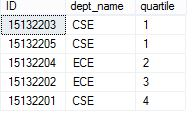 ID dept_name quartile
15132203 CSE 1
15132205 CSE 1
15132204 ECE 2
15132202 ECE 3
15132201 CSE 4